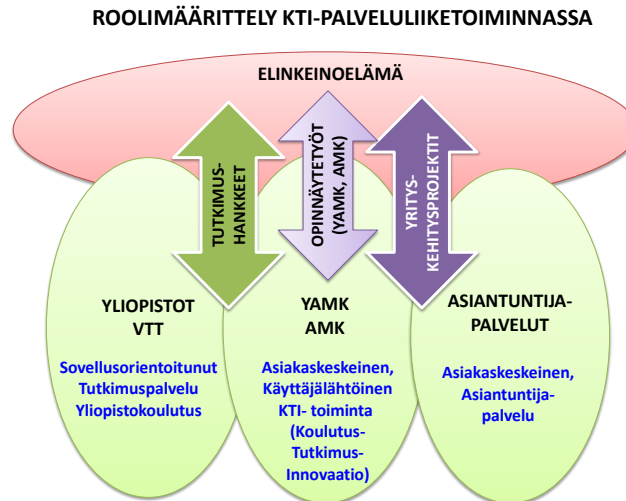 ROOLIMÄÄRITTELY KTI-PALVELULIIKETOIMINNASSA
ELINKEINOELÄMÄ
TUTKIMUS-
HANKKEET
OPINNÄYTETYÖT
(YAMK, AMK)
YRITYS-
KEHITYSPROJEKTIT
YLIOPISTOT
VTT
Sovellusorientoitunut
Tutkimuspalvelu
Yliopistokoulutus
YAMK
AMK
Asiakaskeskeinen,
Käyttäjälähtöinen
KTI- toiminta
(Koulutus-
Tutkimus-
Innovaatio)
ASIANTUNTIJA-
PALVELUT
Asiakaskeskeinen,
Asiantuntija-
palvelu